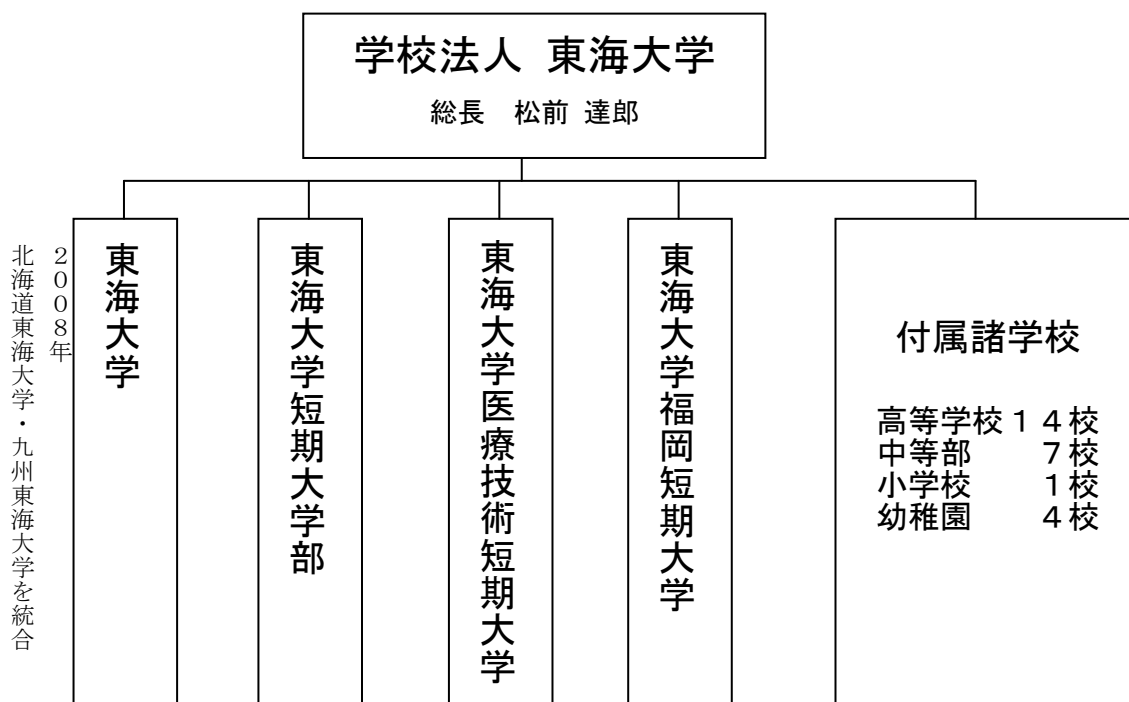 学校法人 東海大学
総長 松前 達郎
２００８年
北海道東海大学・九州東海大学を統合
東海大学
東海大学短期大学部
東海大学医療技術短期大学
東海大学福岡短期大学
付属諸学校
高等学校１４校
中等部 ７校
小学校 １校
幼稚園 ４校